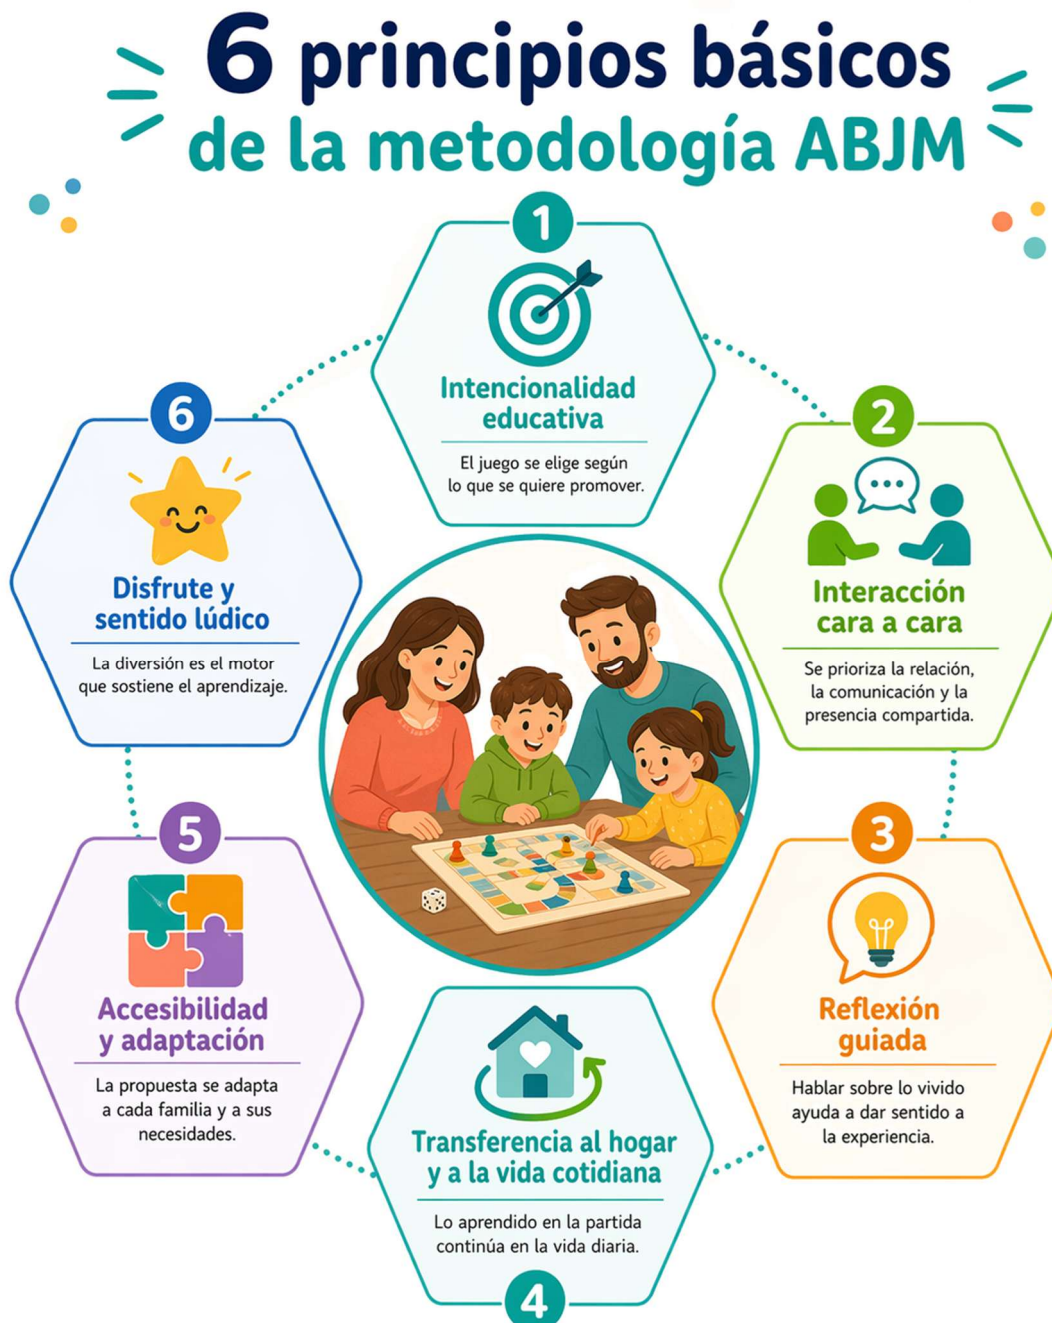 6 principios básicos
de la metodología ABJM
1
Intencionalidad
educativa
El juego se elige según
lo que se quiere promover.
2
Interacción
cara a cara
Se prioriza la relación,
la comunicación y la
presencia compartida.
3
Reflexión
guiada
Hablar sobre lo vivido
ayuda a dar sentido a
la experiencia.
Transferencia al hogar
y a la vida cotidiana
Lo aprendido en la partida
continúa en la vida diaria.
4
5
Accesibilidad
y adaptación
La propuesta se adapta
a cada familia y a sus
necesidades.
6
Disfrute y
sentido lúdico
La diversión es el motor
que sostiene el aprendizaje.